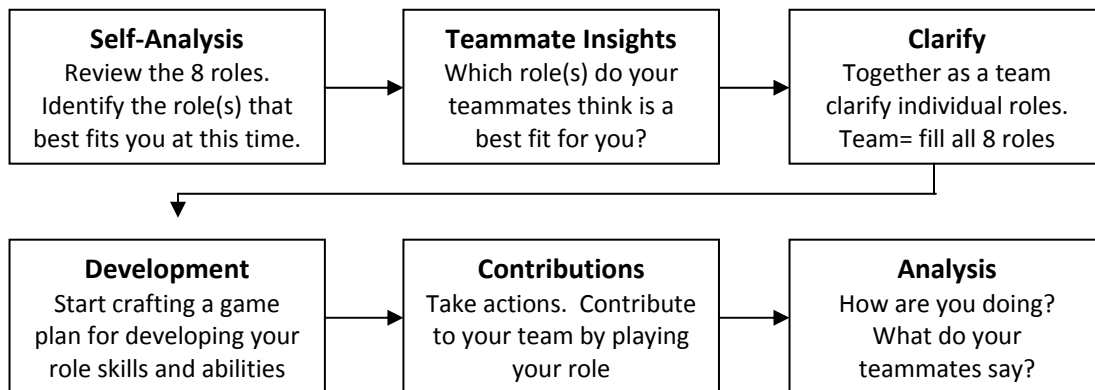 Self-Analysis
Review the 8 roles.
Identify the role(s) that
best fits you at this time.
Teammate Insights
Which role(s) do your
teammates think is a
best fit for you?
Clarify
Together as a team
clarify individual roles.
Team= fill all 8 roles
Development
Start crafting a game
plan for developing your
role skills and abilities
Contributions
Take actions.  Contribute
to your team by playing
your role
Analysis
How are you doing?
What do your
teammates say?